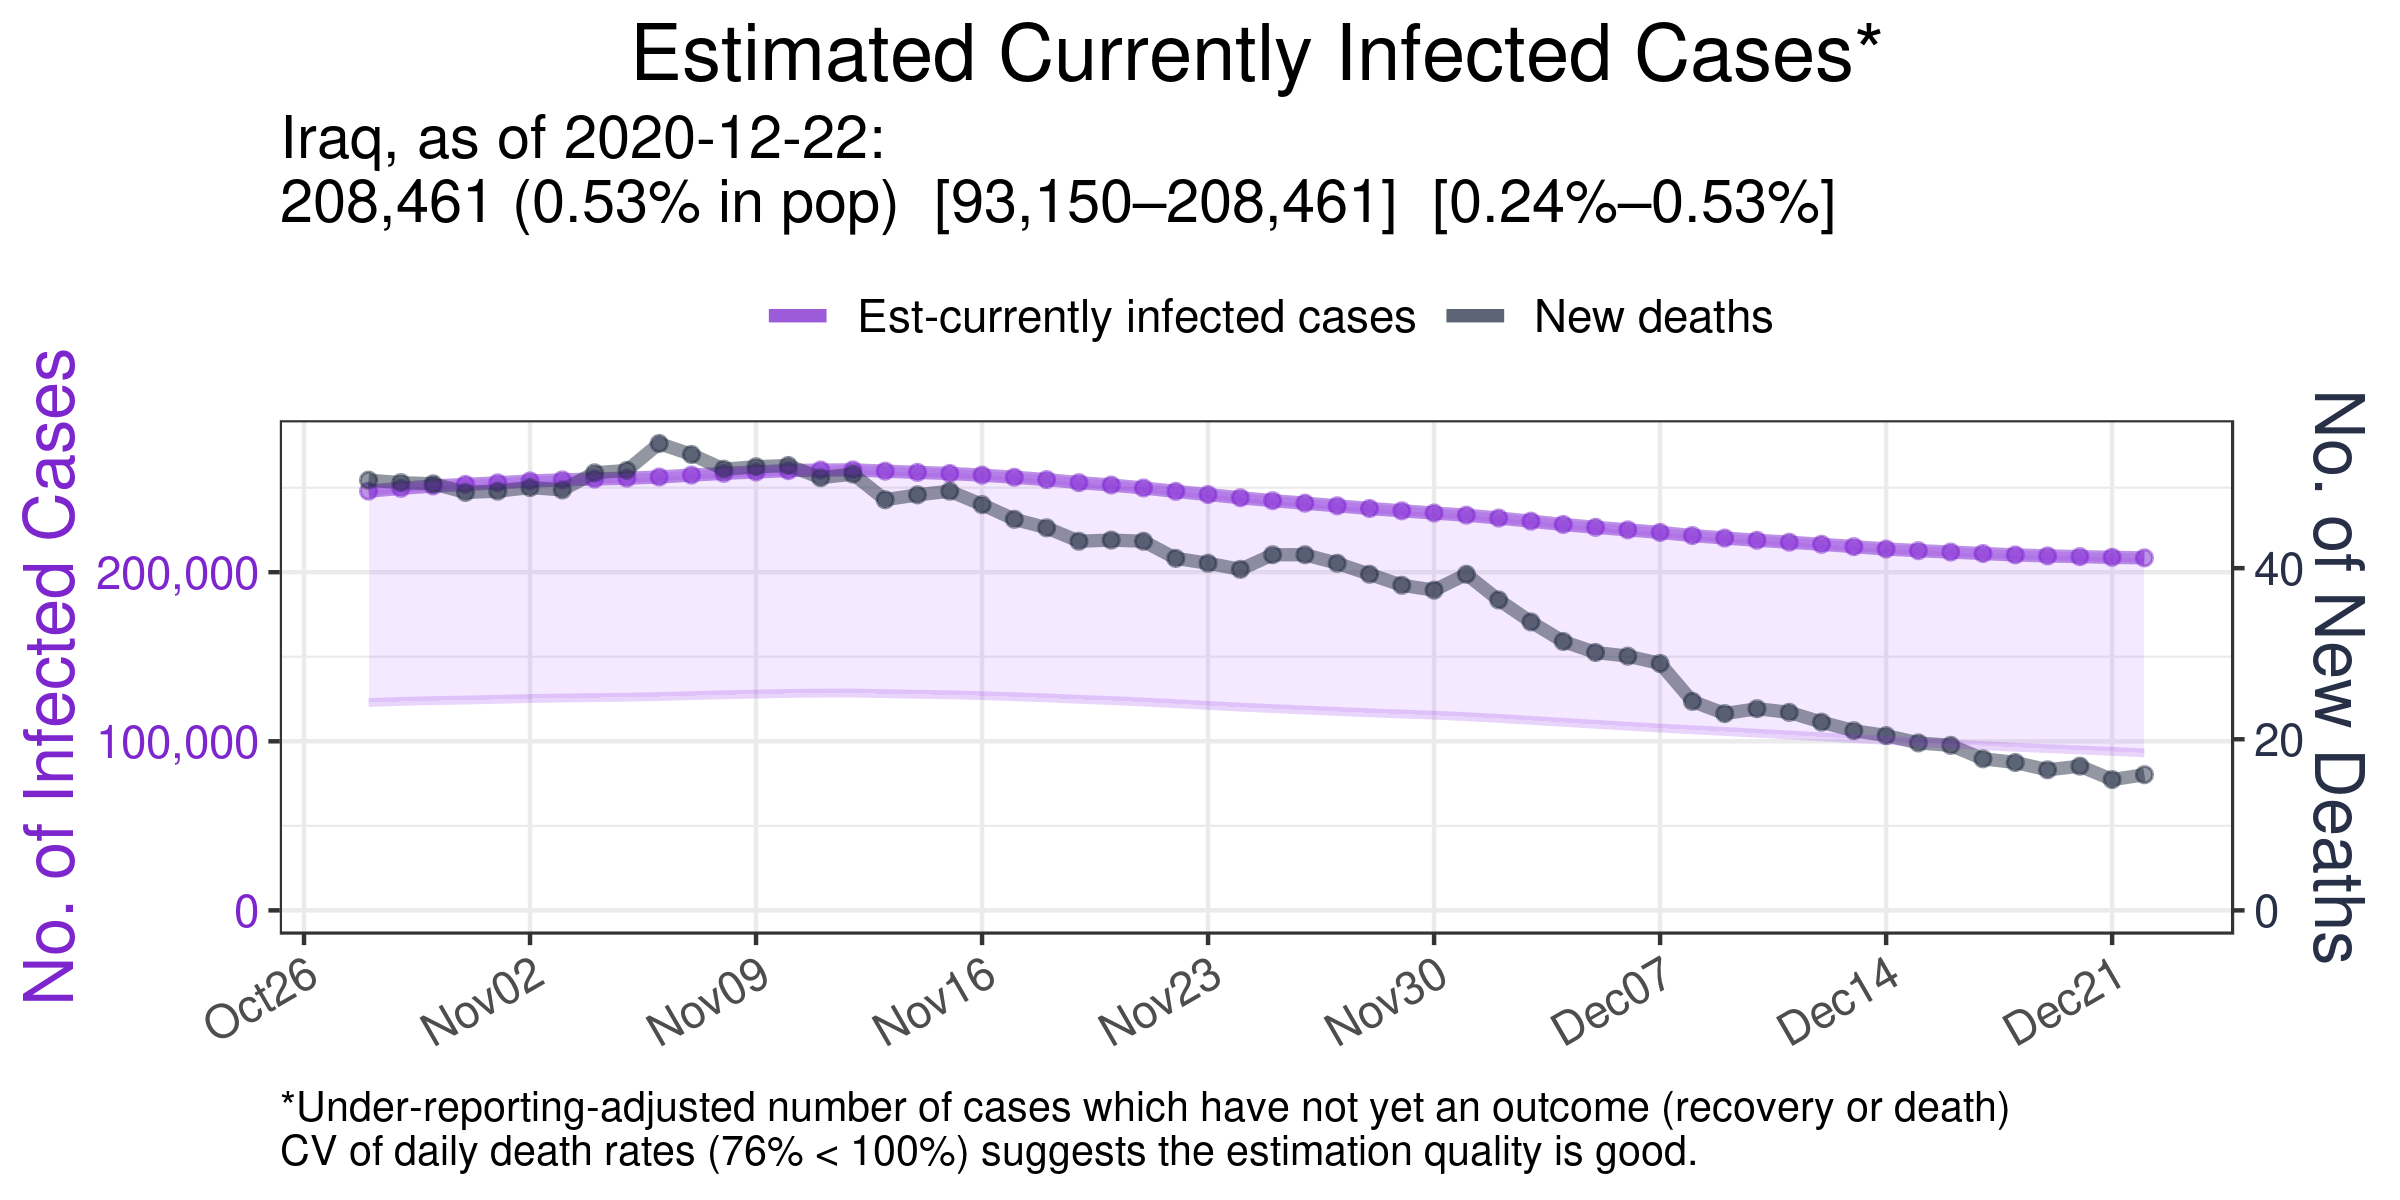 Estimated Currently Infected Cases*
Iraq, as of 2020-12-22:
208,461 (0.53% in pop) [93,150–208,461] [0.24%–0.53%]
Est-currently infected cases New deaths
No. of Infected Cases
200,000
100,000
0
40
20
0
No. of New Deaths
Oct26 Nov02 Nov09 Nov16 Nov23 Nov30 Dec07 Dec14 Dec21
*Under-reporting-adjusted number of cases which have not yet an outcome (recovery or death)
CV of daily death rates (76% < 100%) suggests the estimation quality is good.